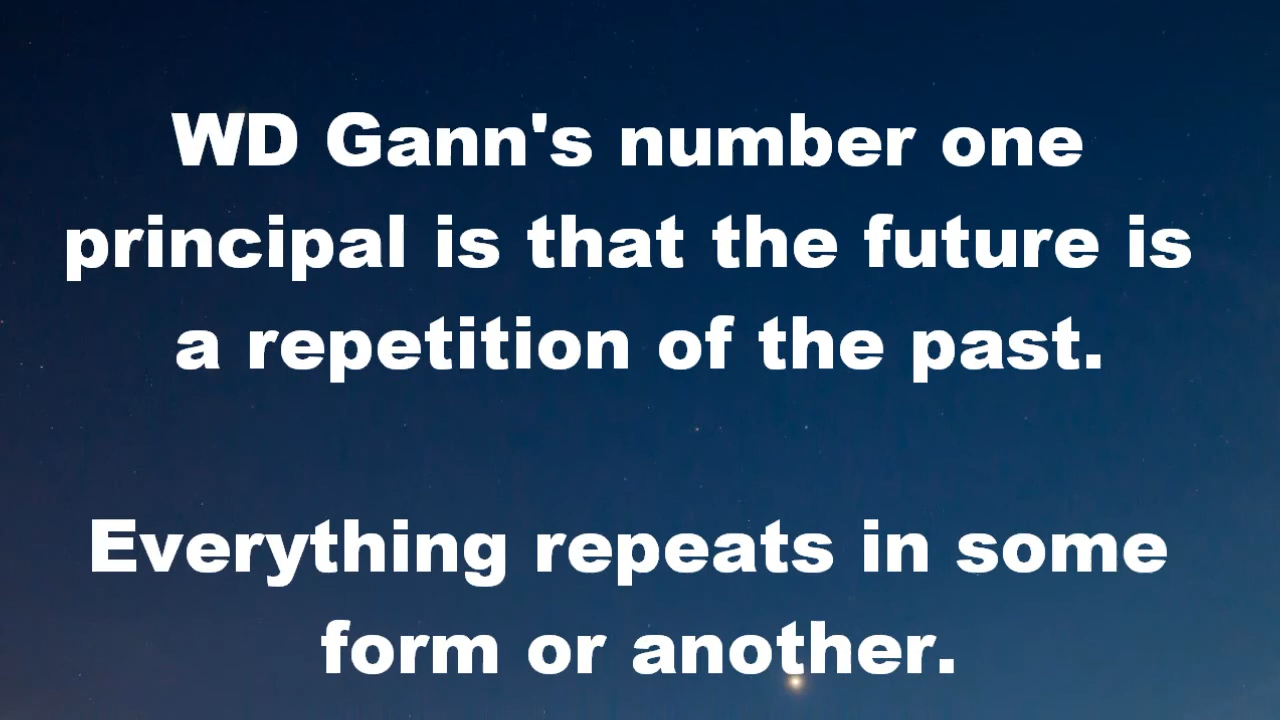 WD Gann's number one
principal is that the future is
a repetition of the past.
Everything repeats in some
form or another.